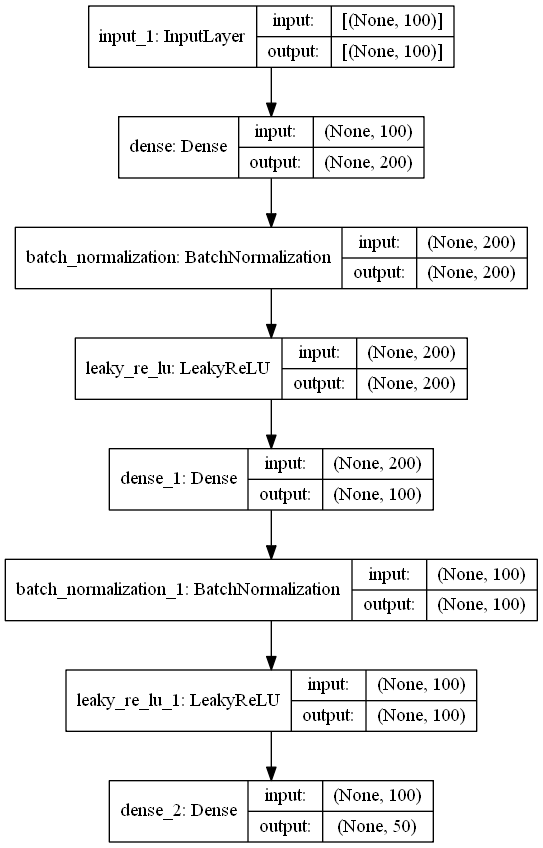 input_1: InputLayer
input: [(None, 100)]
output: [(None, 100)]
dense: Dense
input: (None, 100)
output: (None, 200)
batch_normalization: BatchNormalization
input: (None, 200)
output: (None, 200)
leaky_re_lu: LeakyReLU
input: (None, 200)
output: (None, 200)
dense_1: Dense
input: (None, 200)
output: (None, 100)
batch_normalization_1: BatchNormalization
input: (None, 100)
output: (None, 100)
leaky_re_lu_1: LeakyReLU
input: (None, 100)
output: (None, 100)
dense_2: Dense
input: (None, 100)
output: (None, 50)